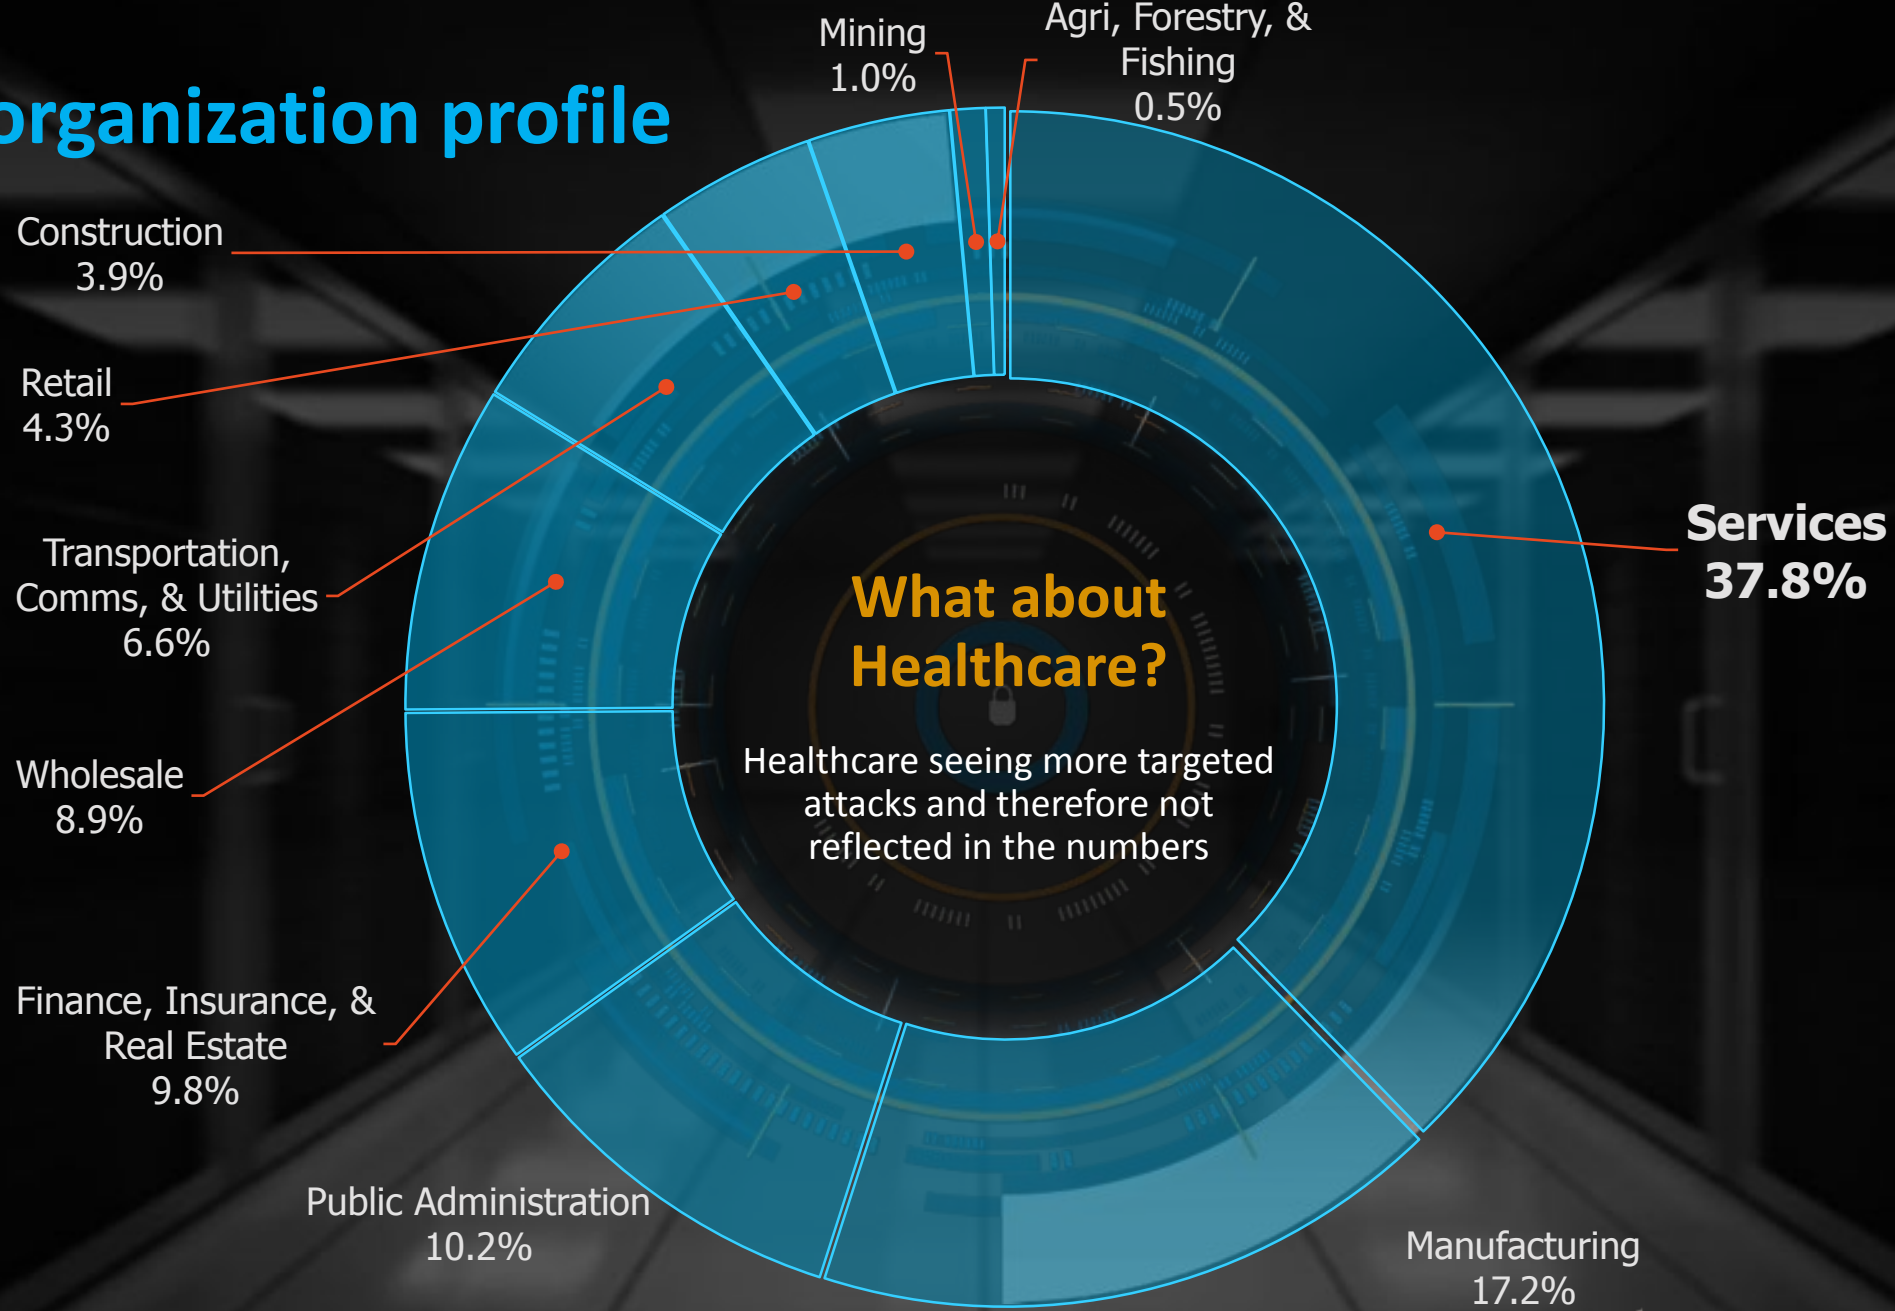 organization profile
Mining
1.0%
Agri, Forestry, &
Fishing
0.5%
Construction
3.9%
Retail
4.3%
Transportation,
Comms, & Utilities
6.6%
Wholesale
8.9%
Finance, Insurance, &
Real Estate
9.8%
Public Administration
10.2%
Manufacturing
17.2%
Services
37.8%
What about
Healthcare?
Healthcare seeing more targeted
attacks and therefore not
reflected in the numbers